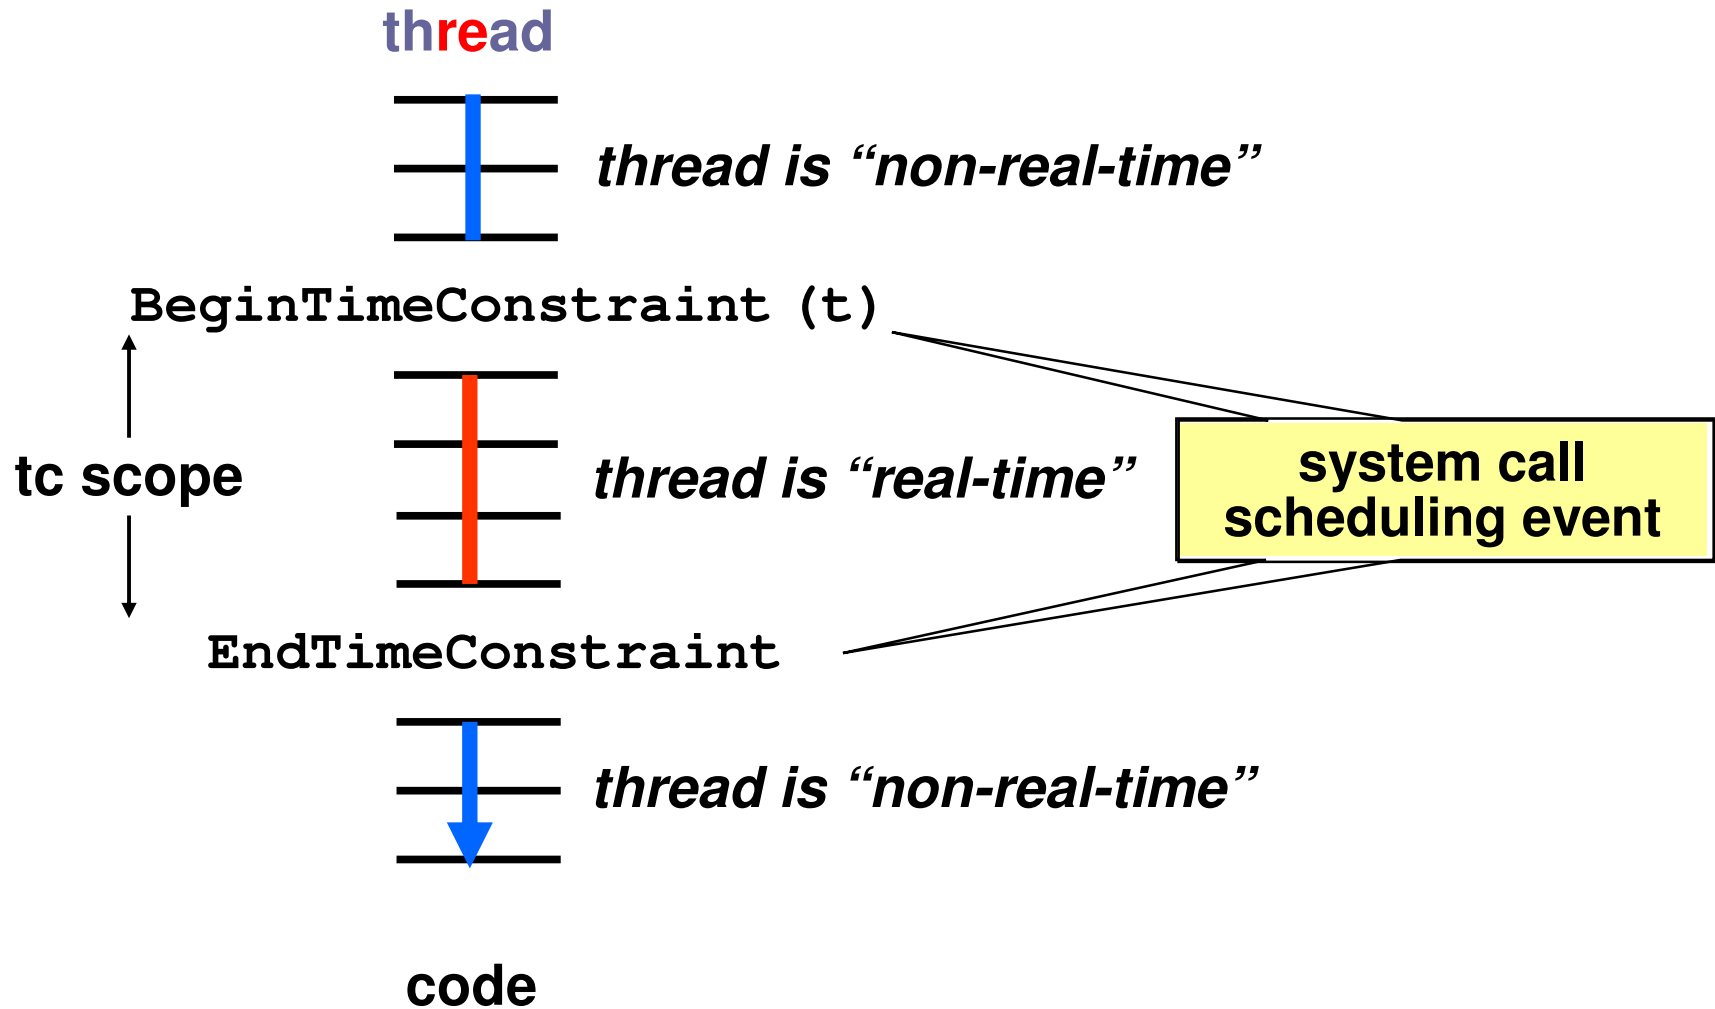 thread
thread is “non-real-time”
BeginTimeConstraint (t)
tc scope
thread is “real-time”
system call
scheduling event
EndTimeConstraint
thread is “non-real-time”
code